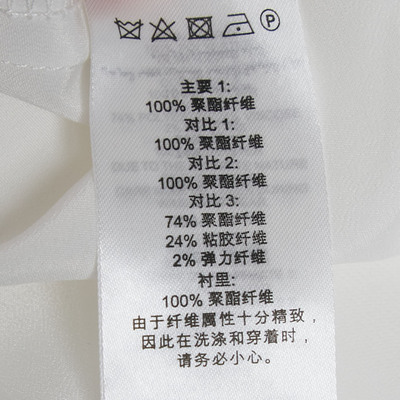 P
主要 1:
100% 聚酯纤维
对比 1:
100% 聚酯纤维
对比 2:
100% 聚酯纤维
对比 3:
74% 聚酯纤维
24% 粘胶纤维
2% 弹力纤维
衬里:
100% 聚酯纤维
由于纤维属性十分精致，
因此在洗涤和穿着时，
请务必小心。